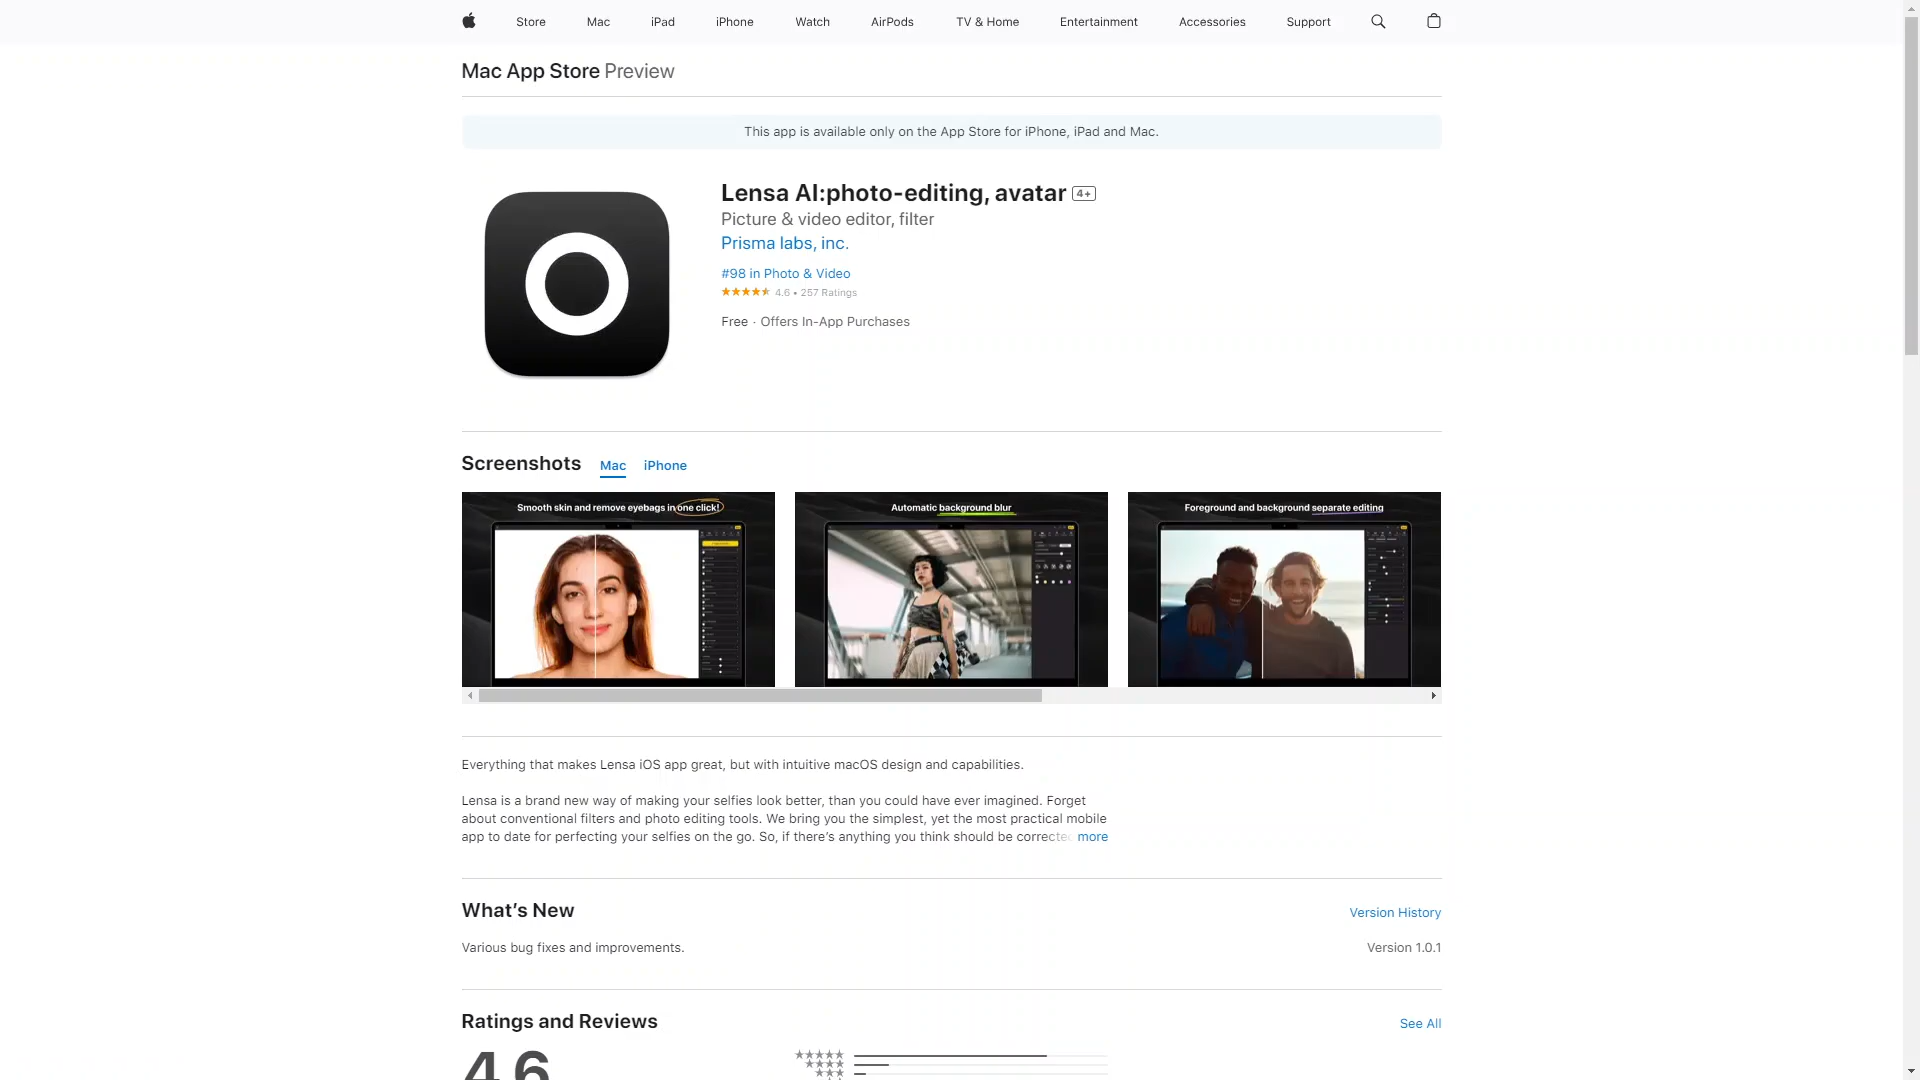 Store Mac iPad iPhone Watch AirPods TV & Home Entertainment Accessories Support
Mac App Store Preview
This app is available only on the App Store for iPhone, iPad and Mac.
Lensa AI:photo-editing, avatar 4+
Picture & video editor, filter
Prisma labs, inc.
#98 in Photo & Video
4.6 • 257 Ratings
Free · Offers In-App Purchases
Screenshots Mac iPhone
Smooth skin and remove eyebags in one click!
Automatic background blur
Foreground and background separate editing
Everything that makes Lensa iOS app great, but with intuitive macOS design and capabilities.
Lensa is a brand new way of making your selfies look better, than you could have ever imagined. Forget
about conventional filters and photo editing tools. We bring you the simplest, yet the most practical mobile
app to date for perfecting your selfies on the go. So, if there's anything you think should be corrected more
What's New Version History
Various bug fixes and improvements. Version 1.0.1
Ratings and Reviews See All
4.6